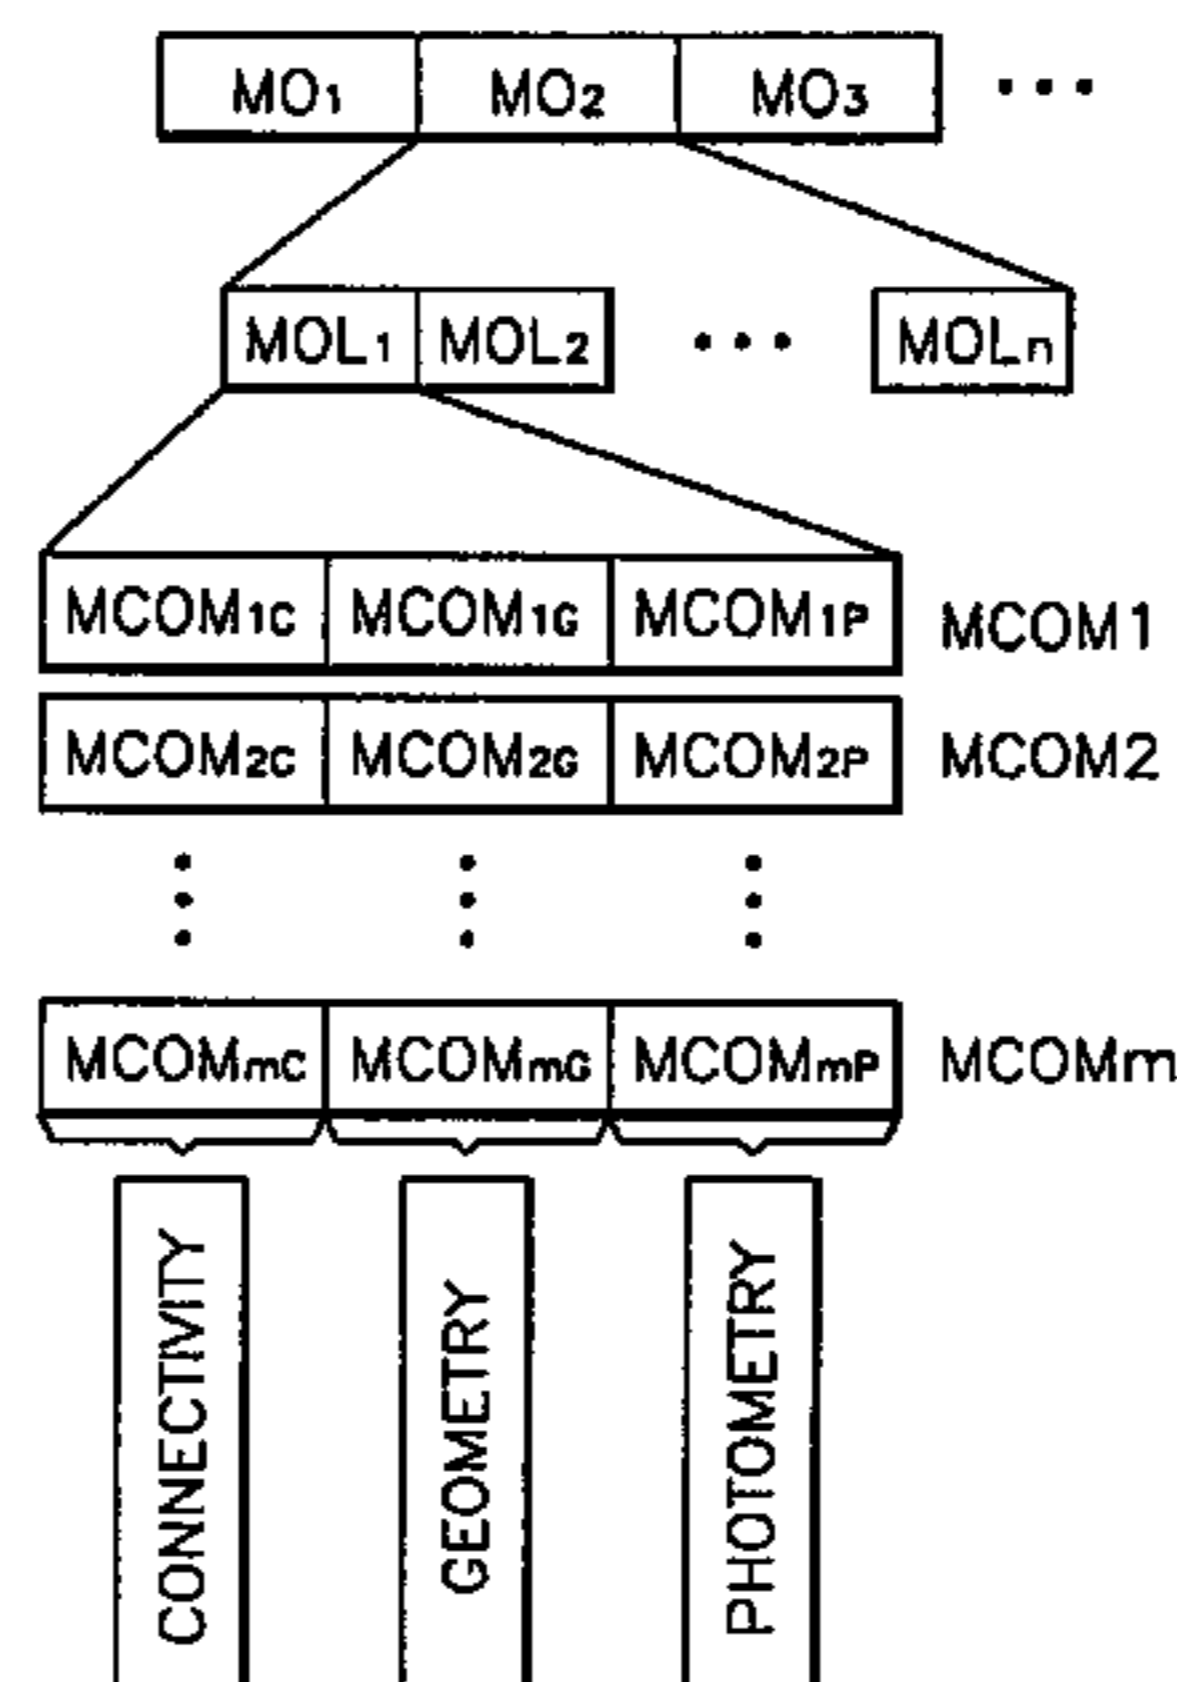 MO1 MO2 MO3 •••
MOL1 MOL2 ••• MOLn
MCOM1C MCOM1G MCOM1P MCOM1
MCOM2C MCOM2G MCOM2P MCOM2
MCOMmC MCOMmG MCOMmP MCOMm
CONNECTIVITY
GEOMETRY
PHOTOMETRY